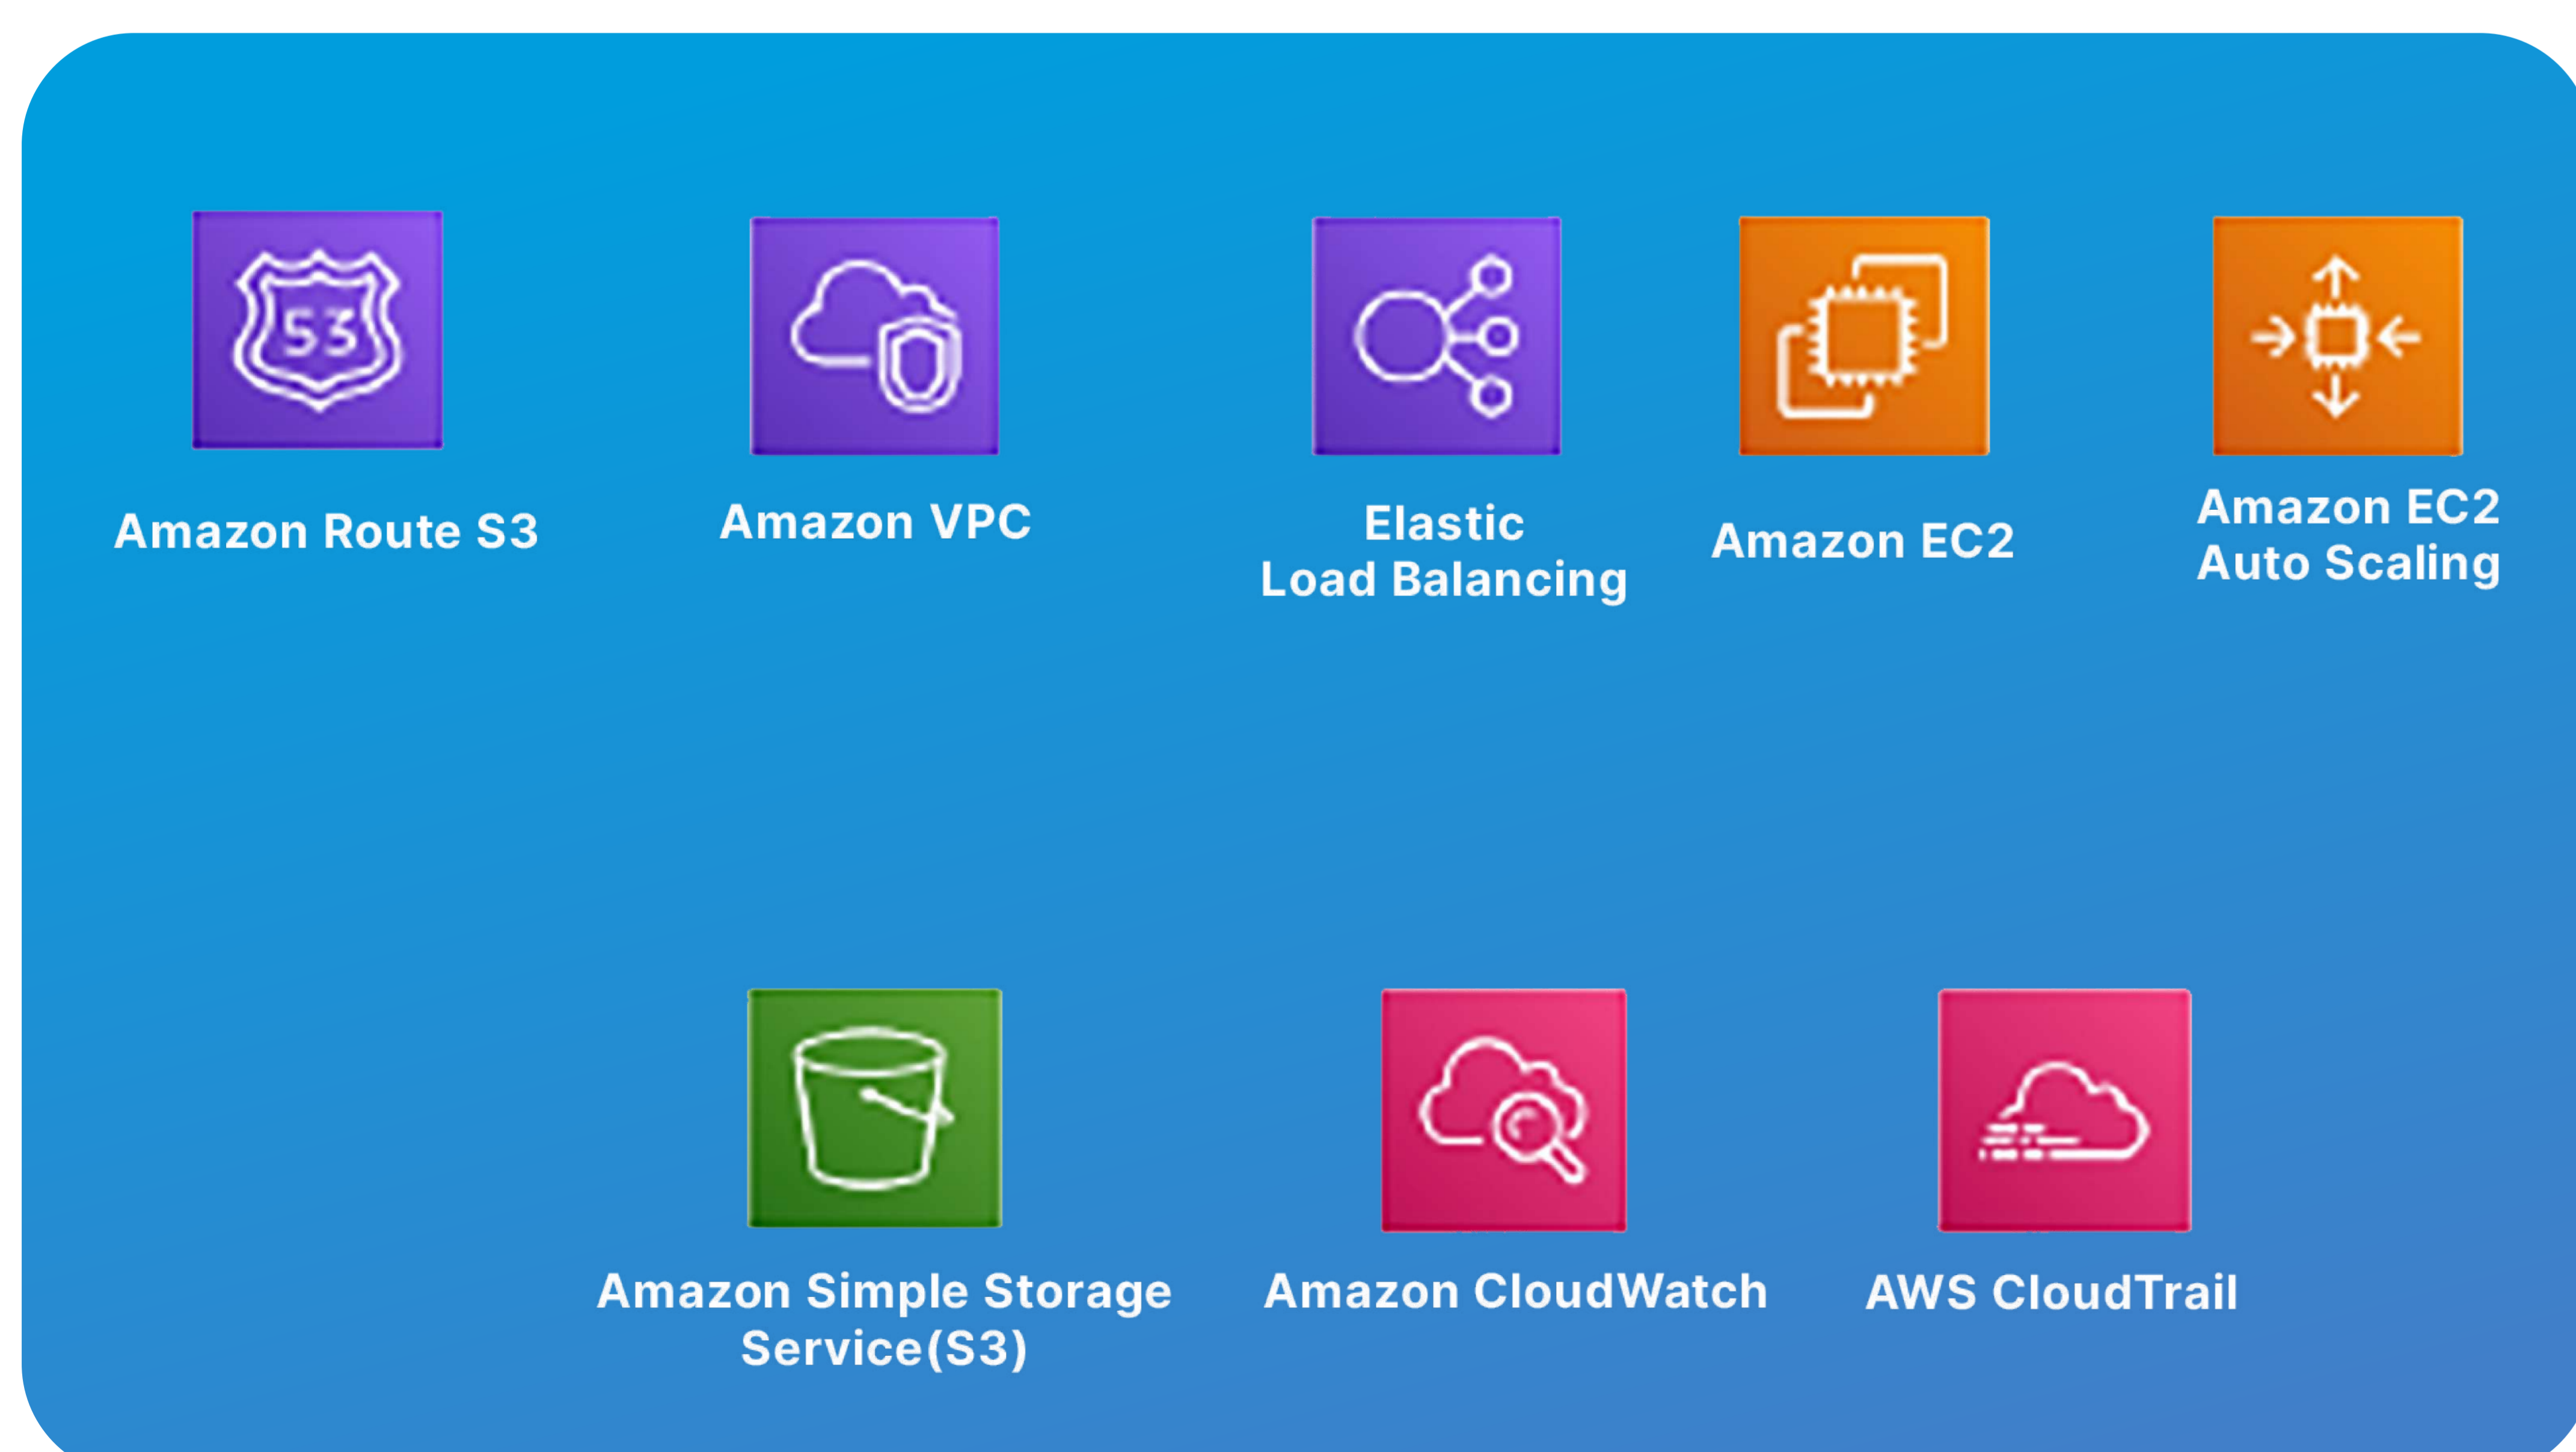 53
Amazon Route S3
Amazon VPC
Elastic
Load Balancing
Amazon EC2
Amazon EC2
Auto Scaling
Amazon Simple Storage
Service(S3)
Amazon CloudWatch
AWS CloudTrail